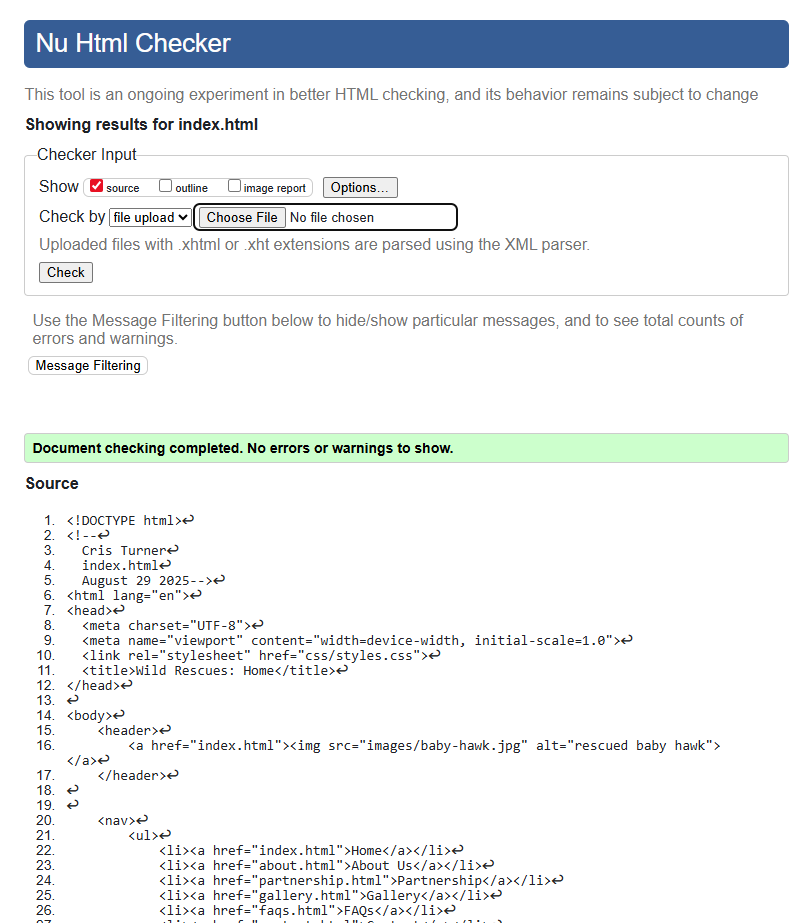 Nu Html Checker
This tool is an ongoing experiment in better HTML checking, and its behavior remains subject to change
Showing results for index.html
Checker Input
Show source outline image report Options...
Check by file upload Choose File No file chosen
Uploaded files with .xhtml or .xht extensions are parsed using the XML parser.
Check
Use the Message Filtering button below to hide/show particular messages, and to see total counts of
errors and warnings.
Message Filtering
Document checking completed. No errors or warnings to show.
Source
1. <!DOCTYPE html>↩
2. <!--↩
3.   Cris Turner↩
4.   index.html↩
5.   August 29 2025-->↩
6. <html lang="en">↩
7. <head>↩
8.   <meta charset="UTF-8">↩
9.   <meta name="viewport" content="width=device-width, initial-scale=1.0">↩
10.   <link rel="stylesheet" href="css/styles.css">↩
11.   <title>Wild Rescues: Home</title>↩
12. </head>↩
13. ↩
14. <body>↩
15.     <header>↩
16.         <a href="index.html"><img src="images/baby-hawk.jpg" alt="rescued baby hawk">
</a>↩
17.     </header>↩
18. ↩
19. ↩
20.     <nav>↩
21.         <ul>↩
22.             <li><a href="index.html">Home</a></li>↩
23.             <li><a href="about.html">About Us</a></li>↩
24.             <li><a href="partnership.html">Partnership</a></li>↩
25.             <li><a href="gallery.html">Gallery</a></li>↩
26.             <li><a href="faqs.html">FAQs</a></li>↩